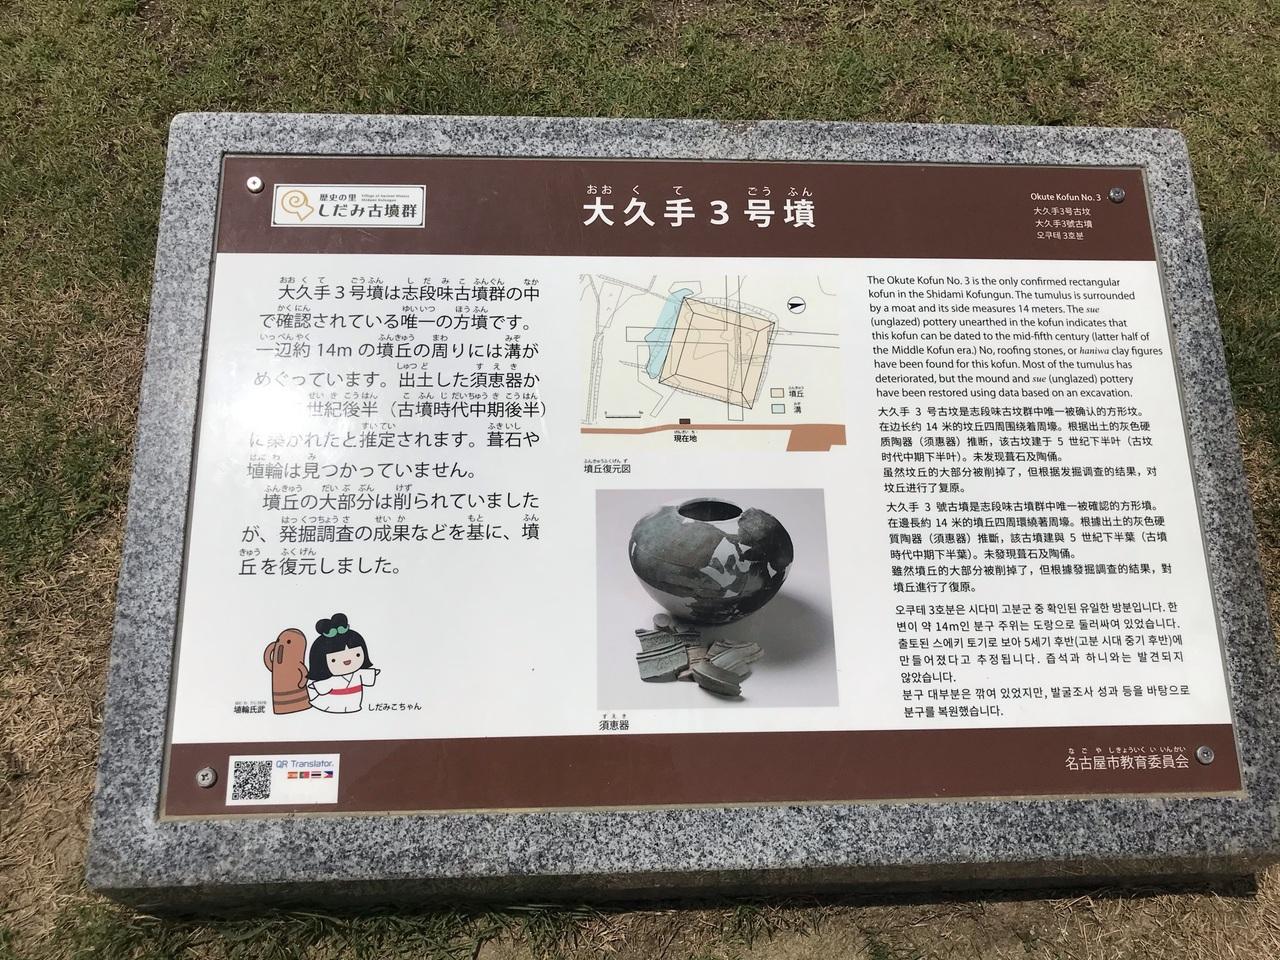 歴史の里
しだみ古墳群
おおくて ごうふん
大久手3号墳
Okute Kofun No. 3
大久手3号古坟
大久手3號古墳
오쿠테 3호분
大久手3号墳は志段味古墳群の中
で確認されている唯一の方墳です。
一辺約14mの墳丘の周りには溝が
めぐっています。出土した須恵器か
世紀後半（古墳時代中期後半）
に築かれたと推定されます。葺石や
埴輪は見つかっていません。
墳丘の大部分は削られていました
が、発掘調査の成果などを基に、墳
丘を復元しました。
埴輪氏武
しだみこちゃん
墳丘
溝
現在地
墳丘復元図
須恵器
The Okute Kofun No. 3 is the only confirmed rectangular
kofun in the Shidami Kofungun. The tumulus is surrounded
by a moat and its side measures 14 meters. The sue
(unglazed) pottery unearthed in the kofun indicates that
this kofun can be dated to the mid-fifth century (latter half of
the Middle Kofun era.) No, roofing stones, or haniwa clay figures
have been found for this kofun. Most of the tumulus has
deteriorated, but the mound and sue (unglazed) pottery
have been restored using data based on an excavation.
大久手 3 号古坟是志段味古坟群中唯一被确认的方形坟。
在边长约 14 米的坟丘四周围绕着周壕。根据出土的灰色硬
质陶器（须惠器）推断，该古坟建于 5 世纪下半叶（古坟
时代中期下半叶）。未发现葺石及陶俑。
虽然坟丘的大部分被削掉了，但根据发掘调查的结果，对
坟丘进行了复原。
大久手 3 號古墳是志段味古墳群中唯一被確認的方形墳。
在邊長約 14 米的墳丘四周環繞著周壕。根據出土的灰色硬
質陶器（須惠器）推斷，該古墳建與 5 世紀下半葉（古墳
時代中期下半葉）。未發現葺石及陶俑。
雖然墳丘的大部分被削掉了，但根據發掘調查的結果，對
墳丘進行了復原。
오쿠테 3호분은 시다미 고분군 중 확인된 유일한 방분입니다. 한
변이 약 14m인 분구 주위는 도랑으로 둘러싸여 있었습니다.
출토된 스에키 토기로 보아 5세기 후반(고분 시대 중기 후반)에
만들어졌다고 추정됩니다. 즙석과 하니와는 발견되지
않았습니다.
분구 대부분은 깎여 있었지만, 발굴조사 성과 등을 바탕으로
분구를 복원했습니다.
QR Translator.
なごやしきょういくいいんかい
名古屋市教育委員会